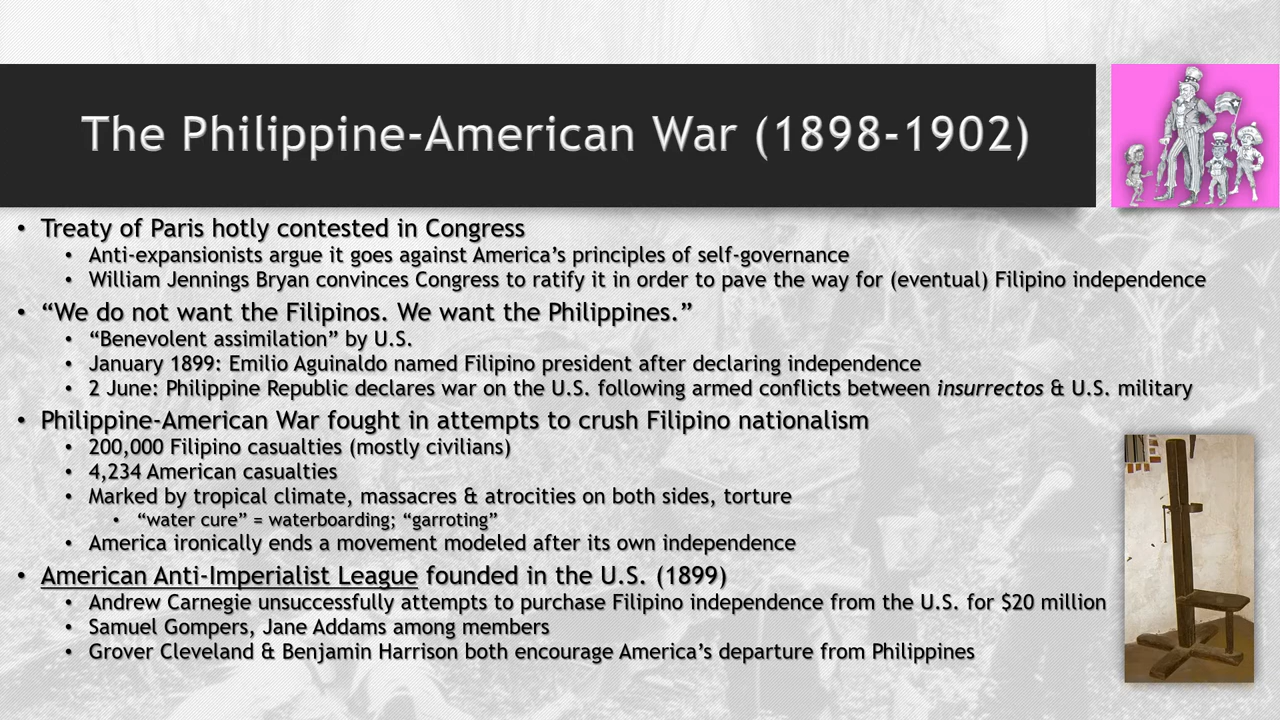 The Philippine-American War (1898-1902)
• Treaty of Paris hotly contested in Congress
• Anti-expansionists argue it goes against America’s principles of self-governance
• William Jennings Bryan convinces Congress to ratify it in order to pave the way for (eventual) Filipino independence
• “We do not want the Filipinos. We want the Philippines.”
• “Benevolent assimilation” by U.S.
• January 1899: Emilio Aguinaldo named Filipino president after declaring independence
• 2 June: Philippine Republic declares war on the U.S. following armed conflicts between insurrectos & U.S. military
• Philippine-American War fought in attempts to crush Filipino nationalism
• 200,000 Filipino casualties (mostly civilians)
• 4,234 American casualties
• Marked by tropical climate, massacres & atrocities on both sides, torture
• “water cure” = waterboarding; “garroting”
• America ironically ends a movement modeled after its own independence
• American Anti-Imperialist League founded in the U.S. (1899)
• Andrew Carnegie unsuccessfully attempts to purchase Filipino independence from the U.S. for $20 million
• Samuel Gompers, Jane Addams among members
• Grover Cleveland & Benjamin Harrison both encourage America’s departure from Philippines